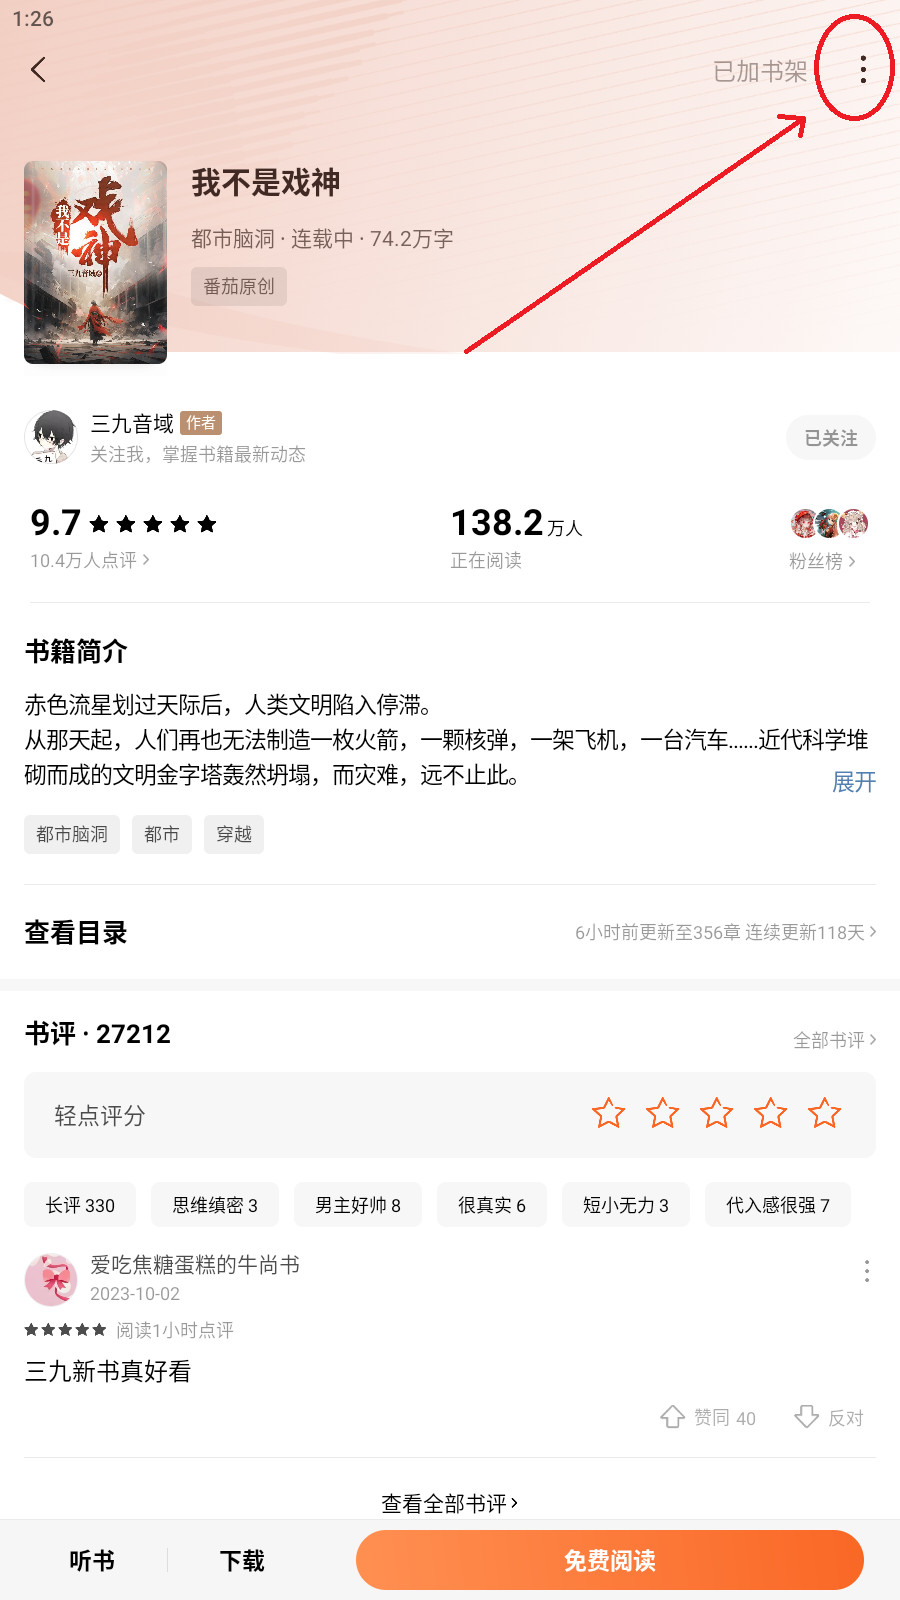 1:26
已加书架
我不是戏神
三九音域
我不是戏神
都市脑洞 · 连载中 · 74.2万字
番茄原创
三九音域 作者
关注我，掌握书籍最新动态
已关注
9.7
138.2 万人
10.4万人点评
正在阅读
粉丝榜
书籍简介
赤色流星划过天际后，人类文明陷入停滞。
从那天起，人们再也无法制造一枚火箭，一颗核弹，一架飞机，一台汽车……近代科学堆
砌而成的文明金字塔轰然坍塌，而灾难，远不止此。
展开
都市脑洞 都市 穿越
查看目录
6小时前更新至356章 连续更新118天
书评 · 27212
全部书评
轻点评分
长评 330 思维缜密 3 男主好帅 8 很真实 6 短小无力 3 代入感很强 7
爱吃焦糖蛋糕的牛尚书
2023-10-02
阅读1小时点评
三九新书真好看
赞同 40 反对
查看全部书评
听书 下载 免费阅读